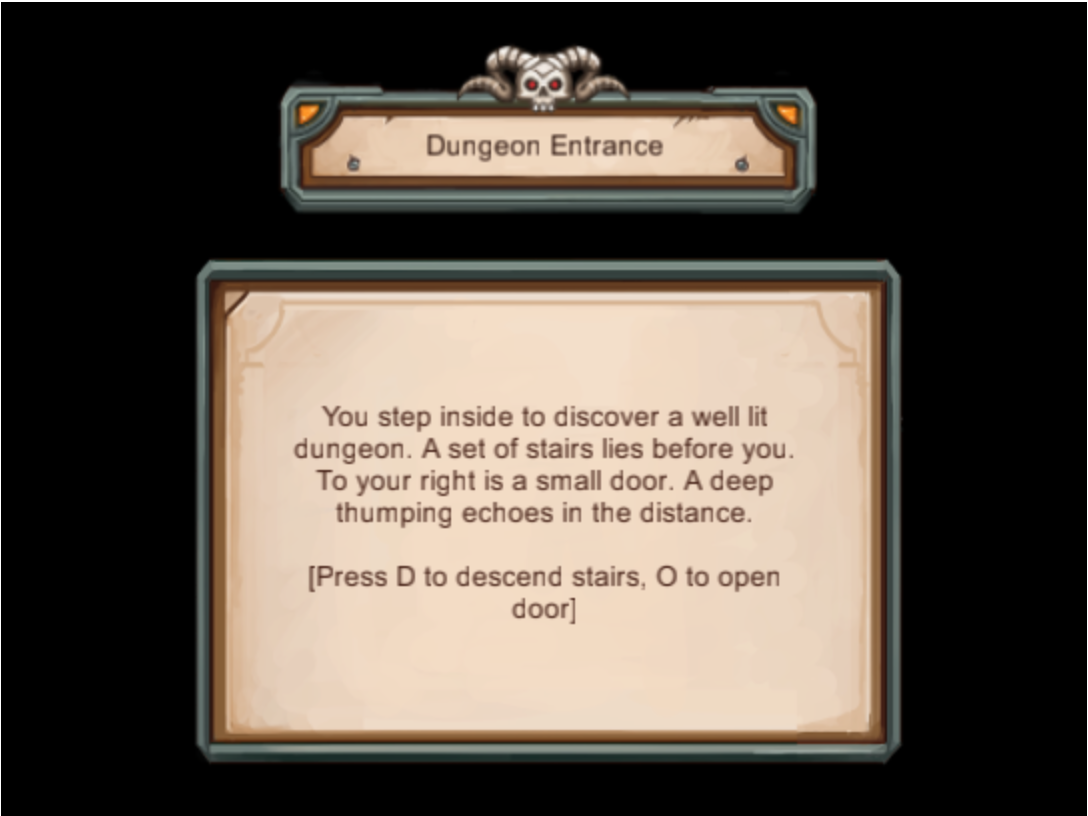 Dungeon Entrance
You step inside to discover a well lit
dungeon. A set of stairs lies before you.
To your right is a small door. A deep
thumping echoes in the distance.
[Press D to descend stairs, O to open
door]